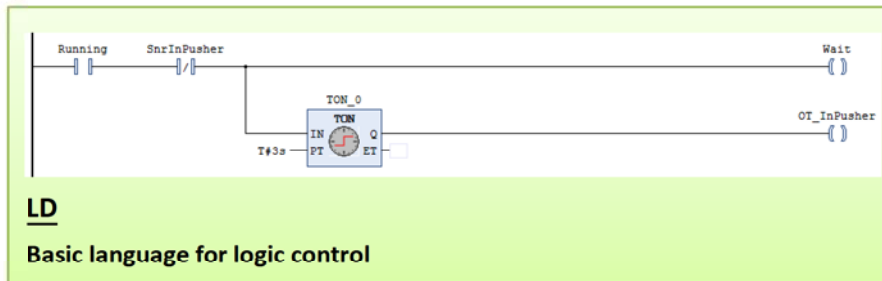 Running SnrInPusher Wait
TON_0 OT_InPusher
TON
IN Q
T#3s PT ET
LD
Basic language for logic control